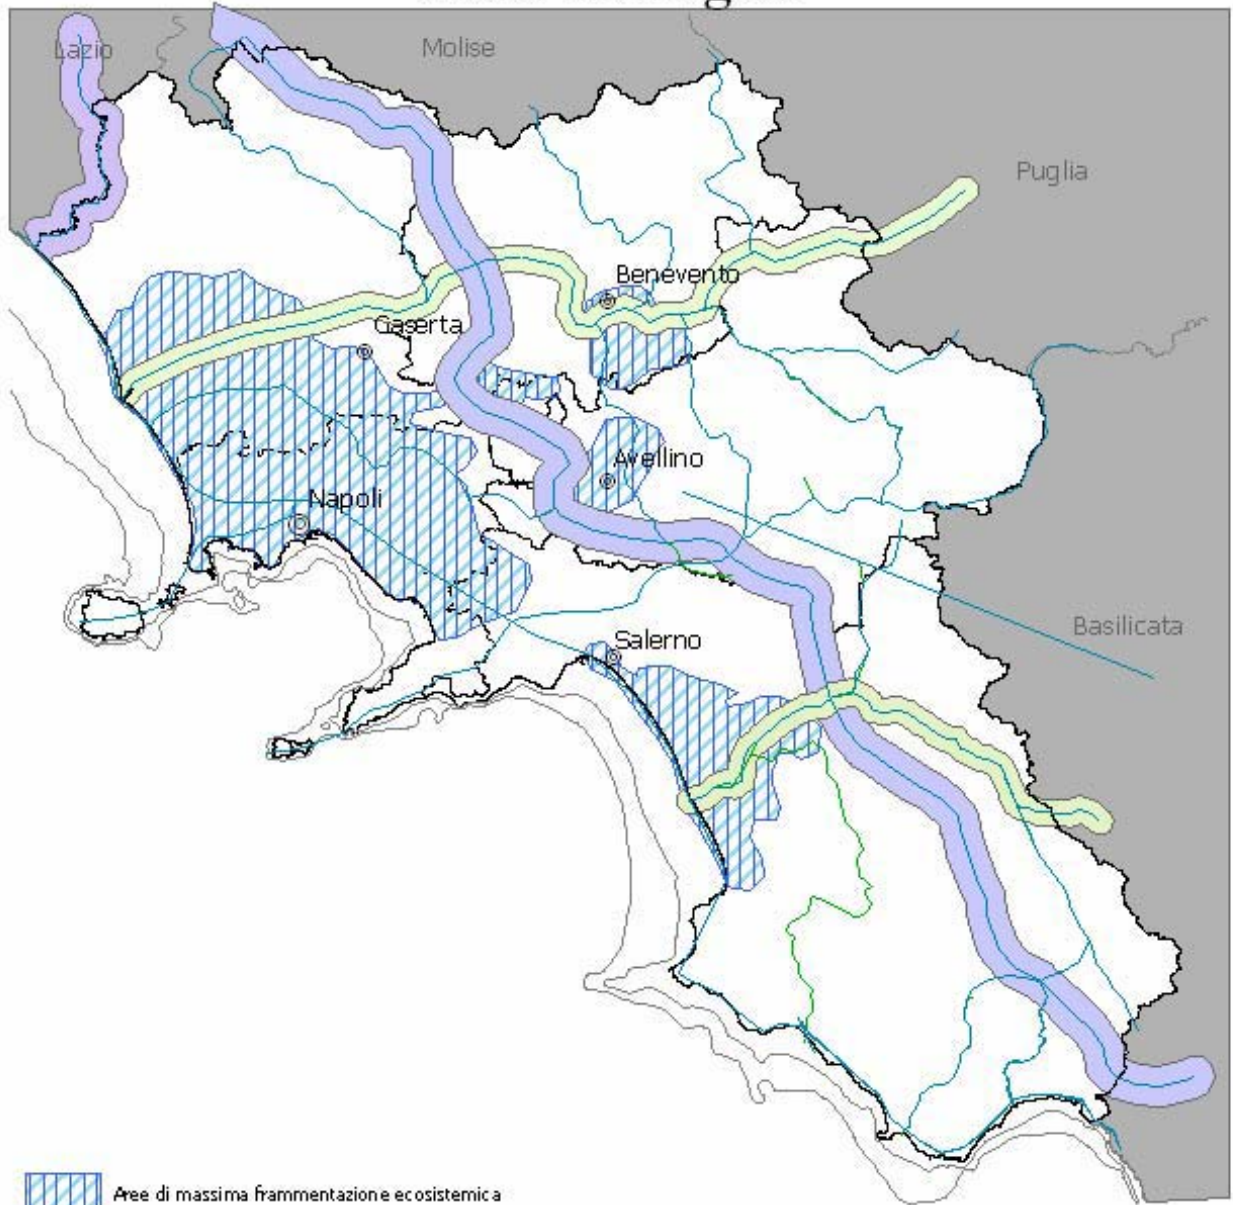 Lazio
Molise
Puglia
Benevento
Caserta
Avellino
Napoli
Salerno
Basilicata
Aree di massima frammentazione ecosistemica